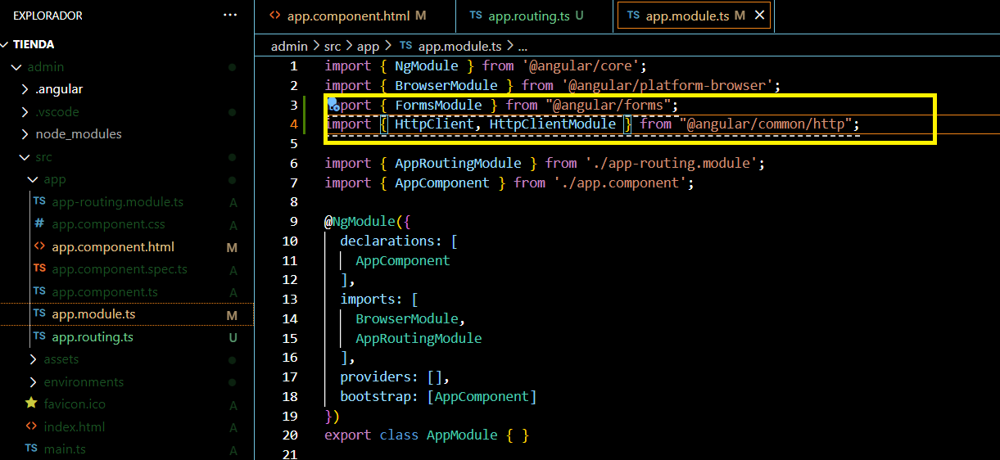 EXPLORADOR ...
TIENDA
admin
.angular
.vscode
node_modules
src
app
TS app-routing.module.ts A
# app.component.css A
<> app.component.html M
TS app.component.spec.ts A
TS app.component.ts A
TS app.module.ts M
TS app.routing.ts U
assets
environments
favicon.ico A
<> index.html A
TS main.ts A
<> app.component.html M
TS app.routing.ts U
TS app.module.ts M ×
admin > src > app > TS app.module.ts > ...
1 import { NgModule } from '@angular/core';
2 import { BrowserModule } from '@angular/platform-browser';
3 port { FormsModule } from "@angular/forms";
4 import { HttpClient, HttpClientModule } from "@angular/common/http";
5
6 import { AppRoutingModule } from './app-routing.module';
7 import { AppComponent } from './app.component';
8
9 @NgModule({
10 declarations: [
11 AppComponent
12 ],
13 imports: [
14 BrowserModule,
15 AppRoutingModule
16 ],
17 providers: [],
18 bootstrap: [AppComponent]
19 })
20 export class AppModule { }
21